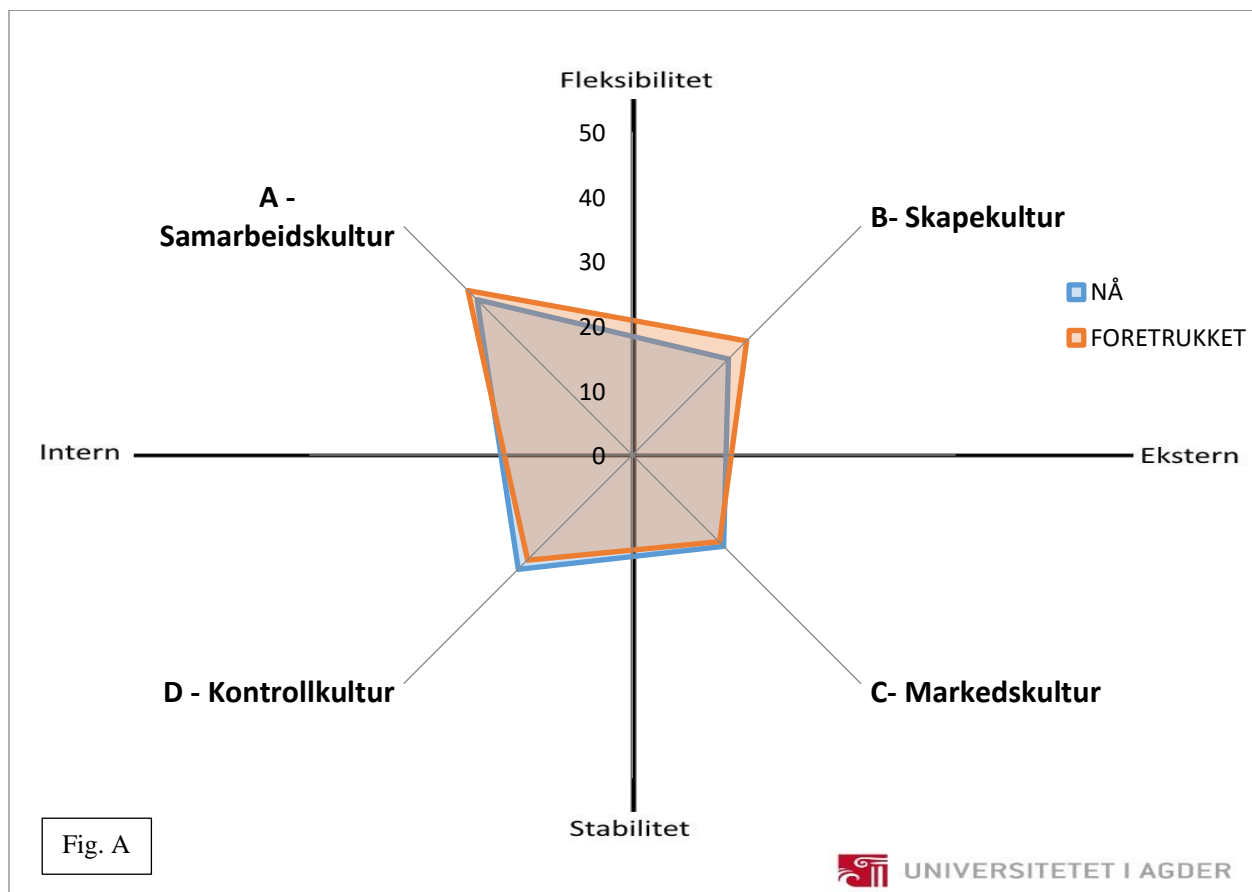 Fleksibilitet
50
40
A -
Samarbeidskultur
B- Skapekultur
30
NÅ
20
FORETRUKKET
10
Intern
0
Ekstern
D - Kontrollkultur
C- Markedskultur
Stabilitet
Fig. A
UNIVERSITETET I AGDER